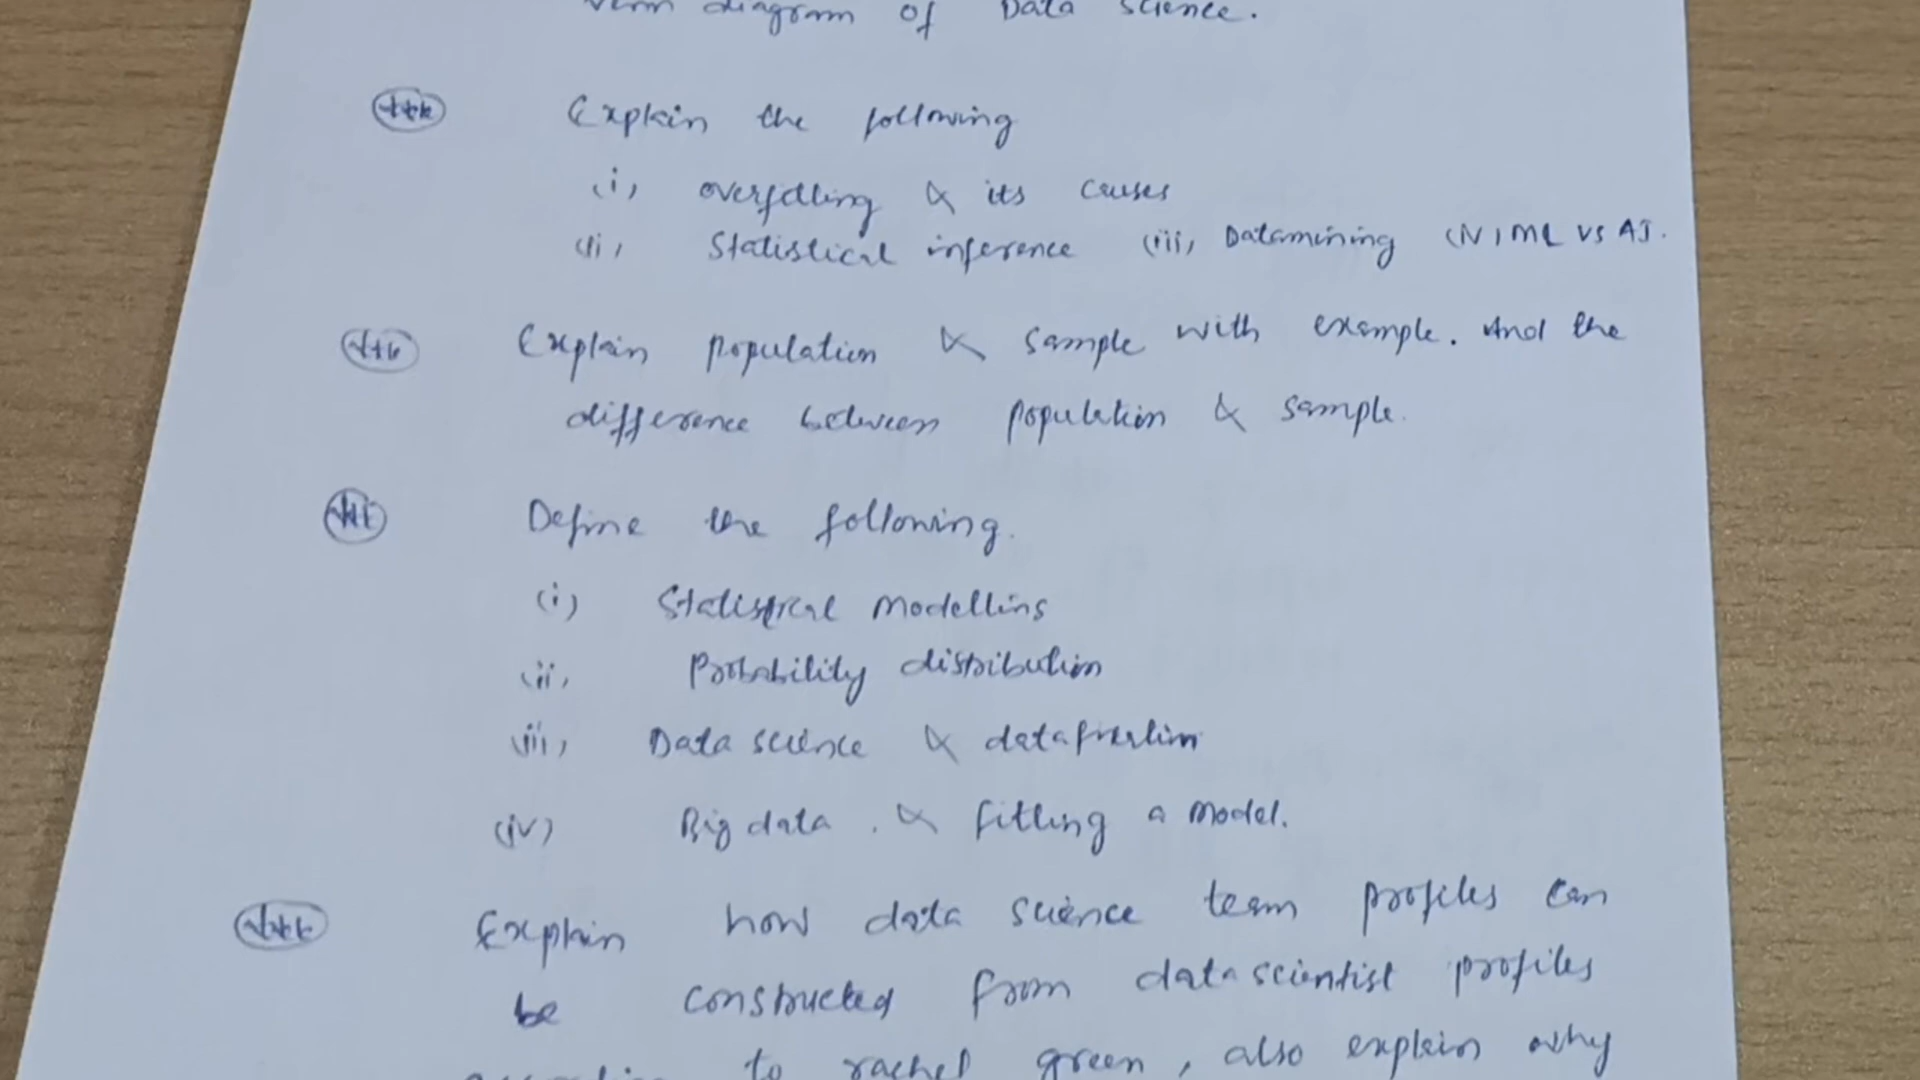 Venn diagram of Data science.
Explain the following
(i) overfitting & its causes
(ii) Statistical inference (iii) Datamining (iv) ML vs AI.
Explain population & sample with example. And the
difference between population & sample.
Define the following.
(i) Statistical modelling
(ii) Probability distribution
(iii) Data science &
(iv) Big data . & fitting a model.
Explain how data science team profiles can
be constructed from data scientist profiles
to rachel green, also explain why